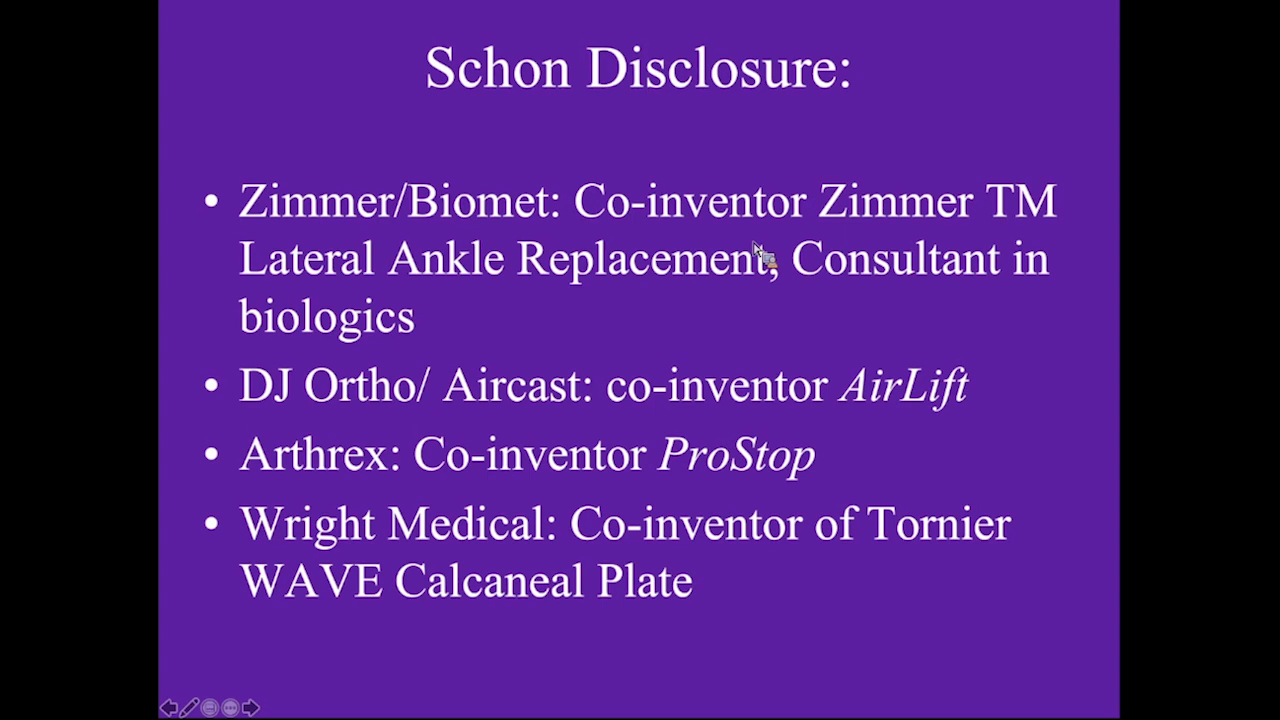 Schon Disclosure:
• Zimmer/Biomet: Co-inventor Zimmer TM
Lateral Ankle Replacement, Consultant in
biologics
• DJ Ortho/ Aircast: co-inventor AirLift
• Arthrex: Co-inventor ProStop
• Wright Medical: Co-inventor of Tornier
WAVE Calcaneal Plate